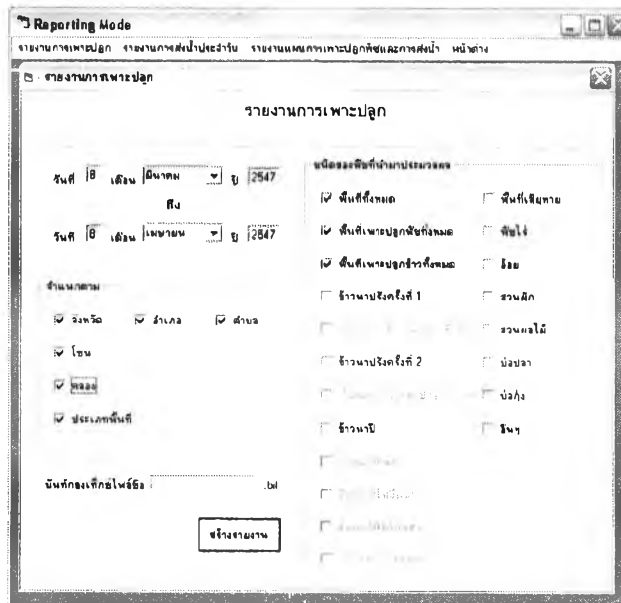 Reporting Mode
รายงานการเพาะปลูก รายงานการส่งน้ำประจำวัน รายงานแผนการเพาะปลูกพืชและการส่งน้ำ หน้าต่าง
รายงานการเพาะปลูก
รายงานการเพาะปลูก
วันที่ 8 เดือน มีนาคม ปี 2547
ถึง
วันที่ 8 เดือน เมษายน ปี 2547
จำแนกตาม
จังหวัด อำเภอ ตำบล
โซน
คลอง
ประเภทพื้นที่
บันทึกลงเท็กซ์ไฟล์ชื่อ .txt
สร้างรายงาน
ชนิดของพืชที่นำมาประมวลผล
พื้นที่ทั้งหมด พื้นที่เสียหาย
พื้นที่เพาะปลูกพืชทั้งหมด พืชไร่
พื้นที่เพาะปลูกข้าวทั้งหมด อ้อย
ข้าวนาปรังครั้งที่ 1 สวนผัก
สวนผลไม้
ข้าวนาปรังครั้งที่ 2 บ่อปลา
บ่อกุ้ง
ข้าวนาปี อื่นๆ